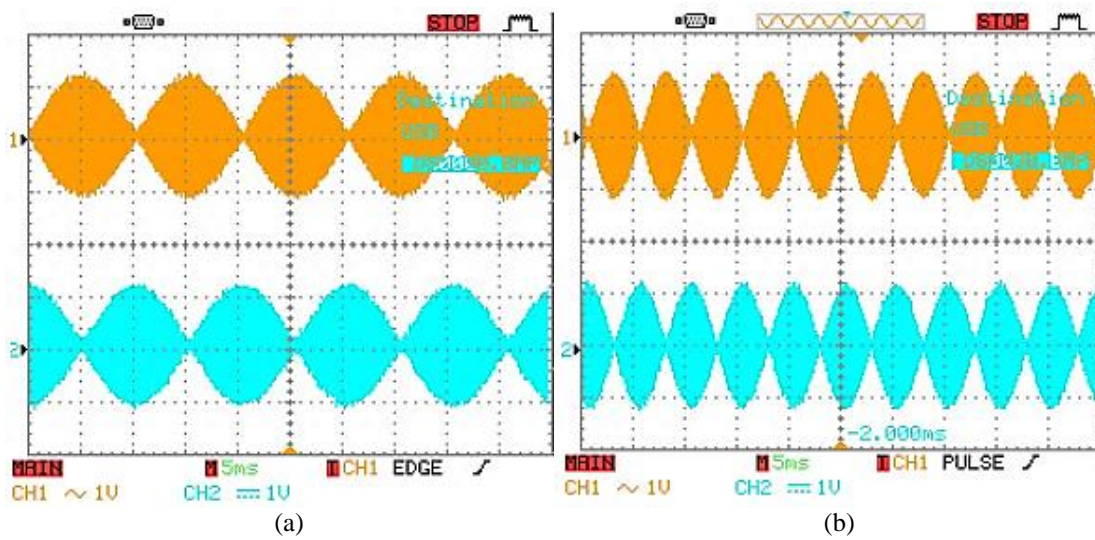 STOP
Destination
USB
1
2
MAIN M 5ms T CH1 EDGE
CH1 1V CH2 1V
(a)
STOP
Destination
USB
1
2
-2.000ms
MAIN M 5ms T CH1 PULSE
CH1 1V CH2 1V
(b)